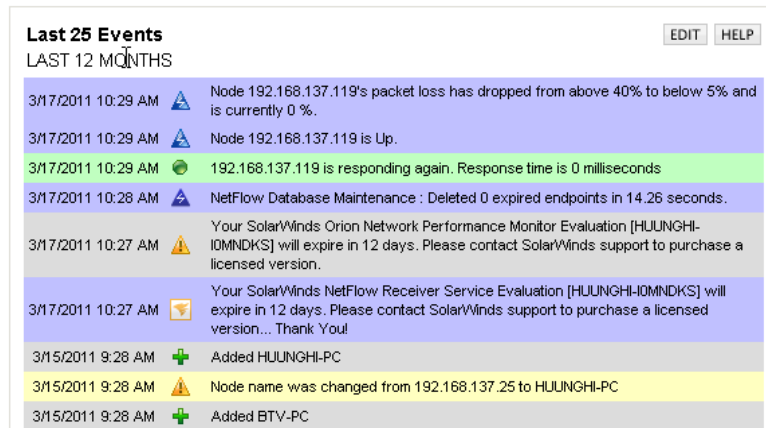 Last 25 Events
EDIT HELP
LAST 12 MONTHS
3/17/2011 10:29 AM Node 192.168.137.119's packet loss has dropped from above 40% to below 5% and
is currently 0 %.
3/17/2011 10:29 AM Node 192.168.137.119 is Up.
3/17/2011 10:29 AM 192.168.137.119 is responding again. Response time is 0 milliseconds
3/17/2011 10:28 AM NetFlow Database Maintenance : Deleted 0 expired endpoints in 14.26 seconds.
Your SolarWinds Orion Network Performance Monitor Evaluation [HUUNGHI-
3/17/2011 10:27 AM I0MNDKS] will expire in 12 days. Please contact SolarWinds support to purchase a
licensed version.
Your SolarWinds NetFlow Receiver Service Evaluation [HUUNGHI-I0MNDKS] will
3/17/2011 10:27 AM expire in 12 days. Please contact SolarWinds support to purchase a licensed
version... Thank You!
3/15/2011 9:28 AM Added HUUNGHI-PC
3/15/2011 9:28 AM Node name was changed from 192.168.137.25 to HUUNGHI-PC
3/15/2011 9:28 AM Added BTV-PC